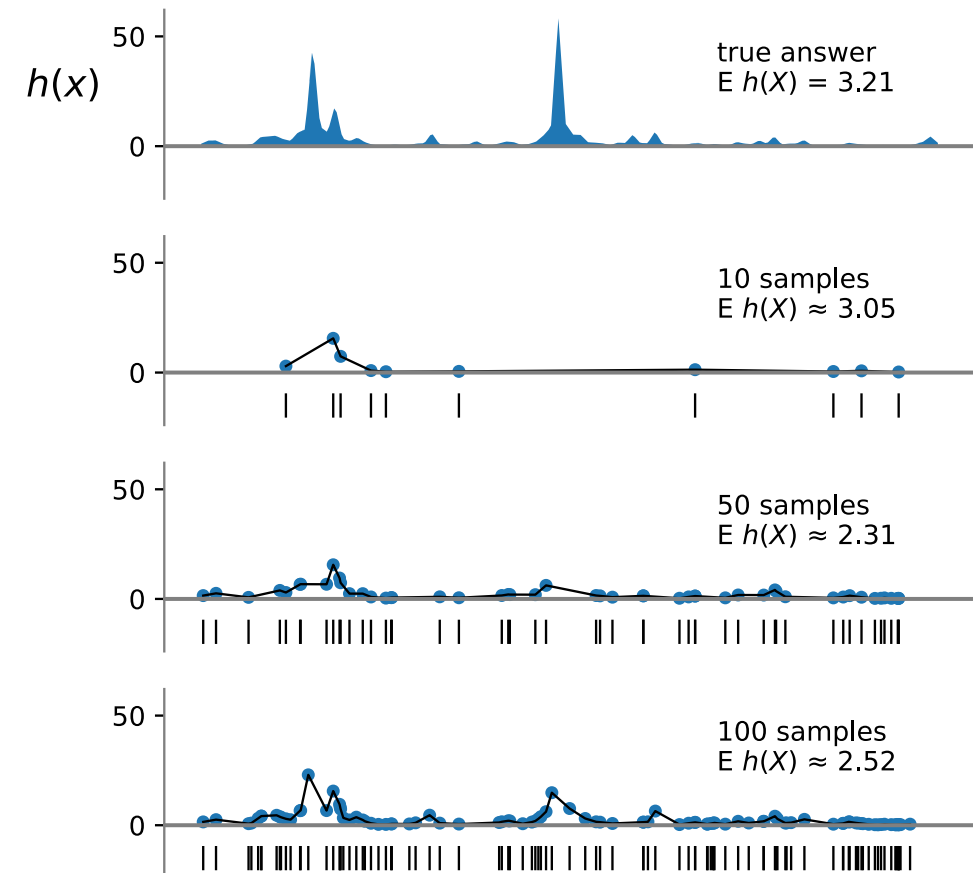 50
true answer
E h(X) = 3.21
h(x)
0
50
10 samples
E h(X) ≈ 3.05
0
50
50 samples
E h(X) ≈ 2.31
0
50
100 samples
E h(X) ≈ 2.52
0